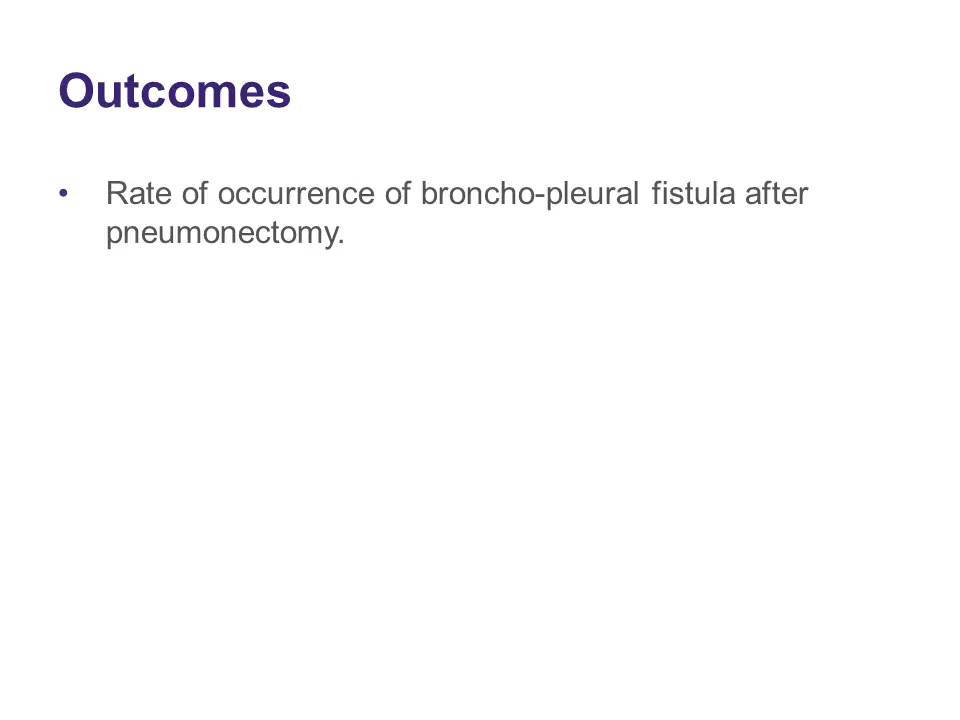 Outcomes
• Rate of occurrence of broncho-pleural fistula after
pneumonectomy.